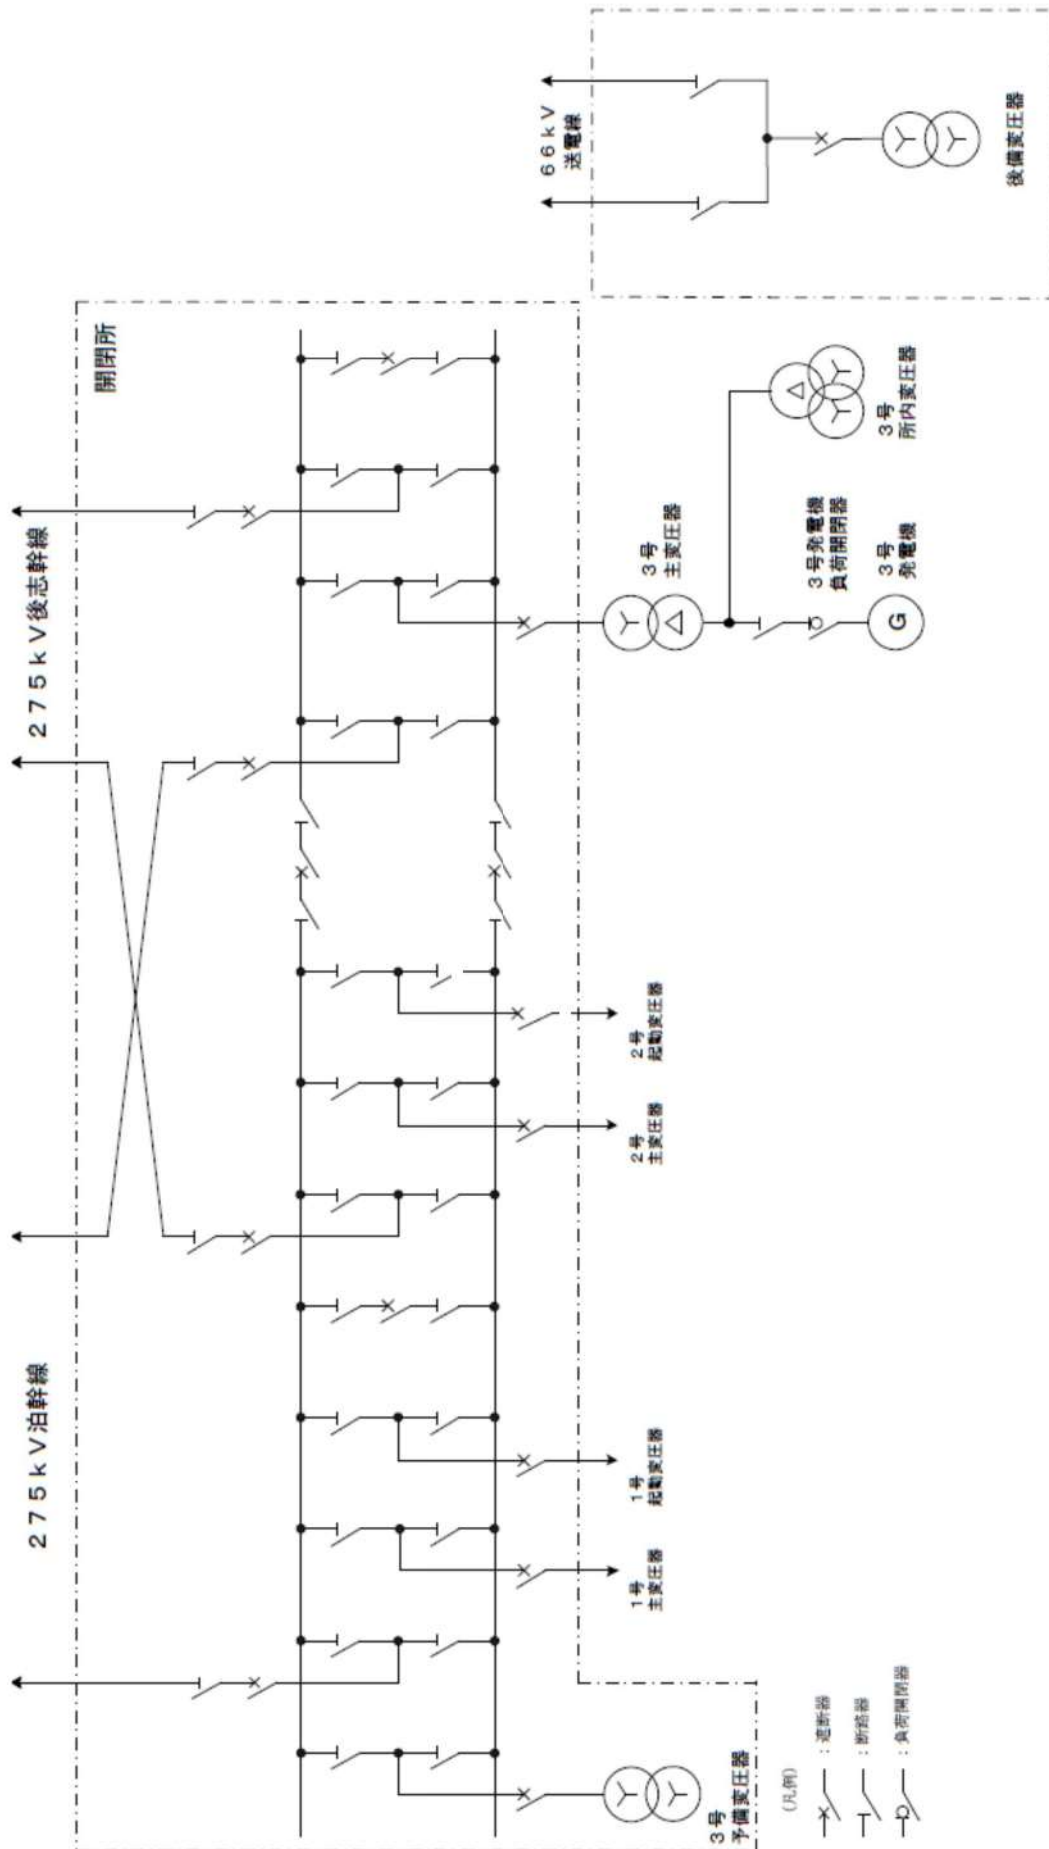 275kV泊幹線
275kV後志幹線
66kV
送電線
開閉所
後備変圧器
3号
予備変圧器
1号
主変圧器
1号
起動変圧器
2号
主変圧器
2号
起動変圧器
3号
主変圧器
3号発電機
負荷開閉器
3号
発電機
G
3号
所内変圧器
(凡例)
：遮断器
：断路器
：負荷開閉器